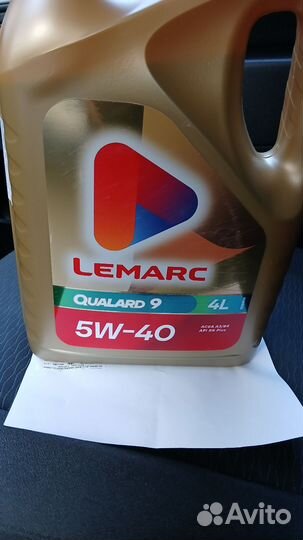 LEMARC
QUALARD 9 4L
5W-40
ACEA A3/B4
API SN Plus
Avito